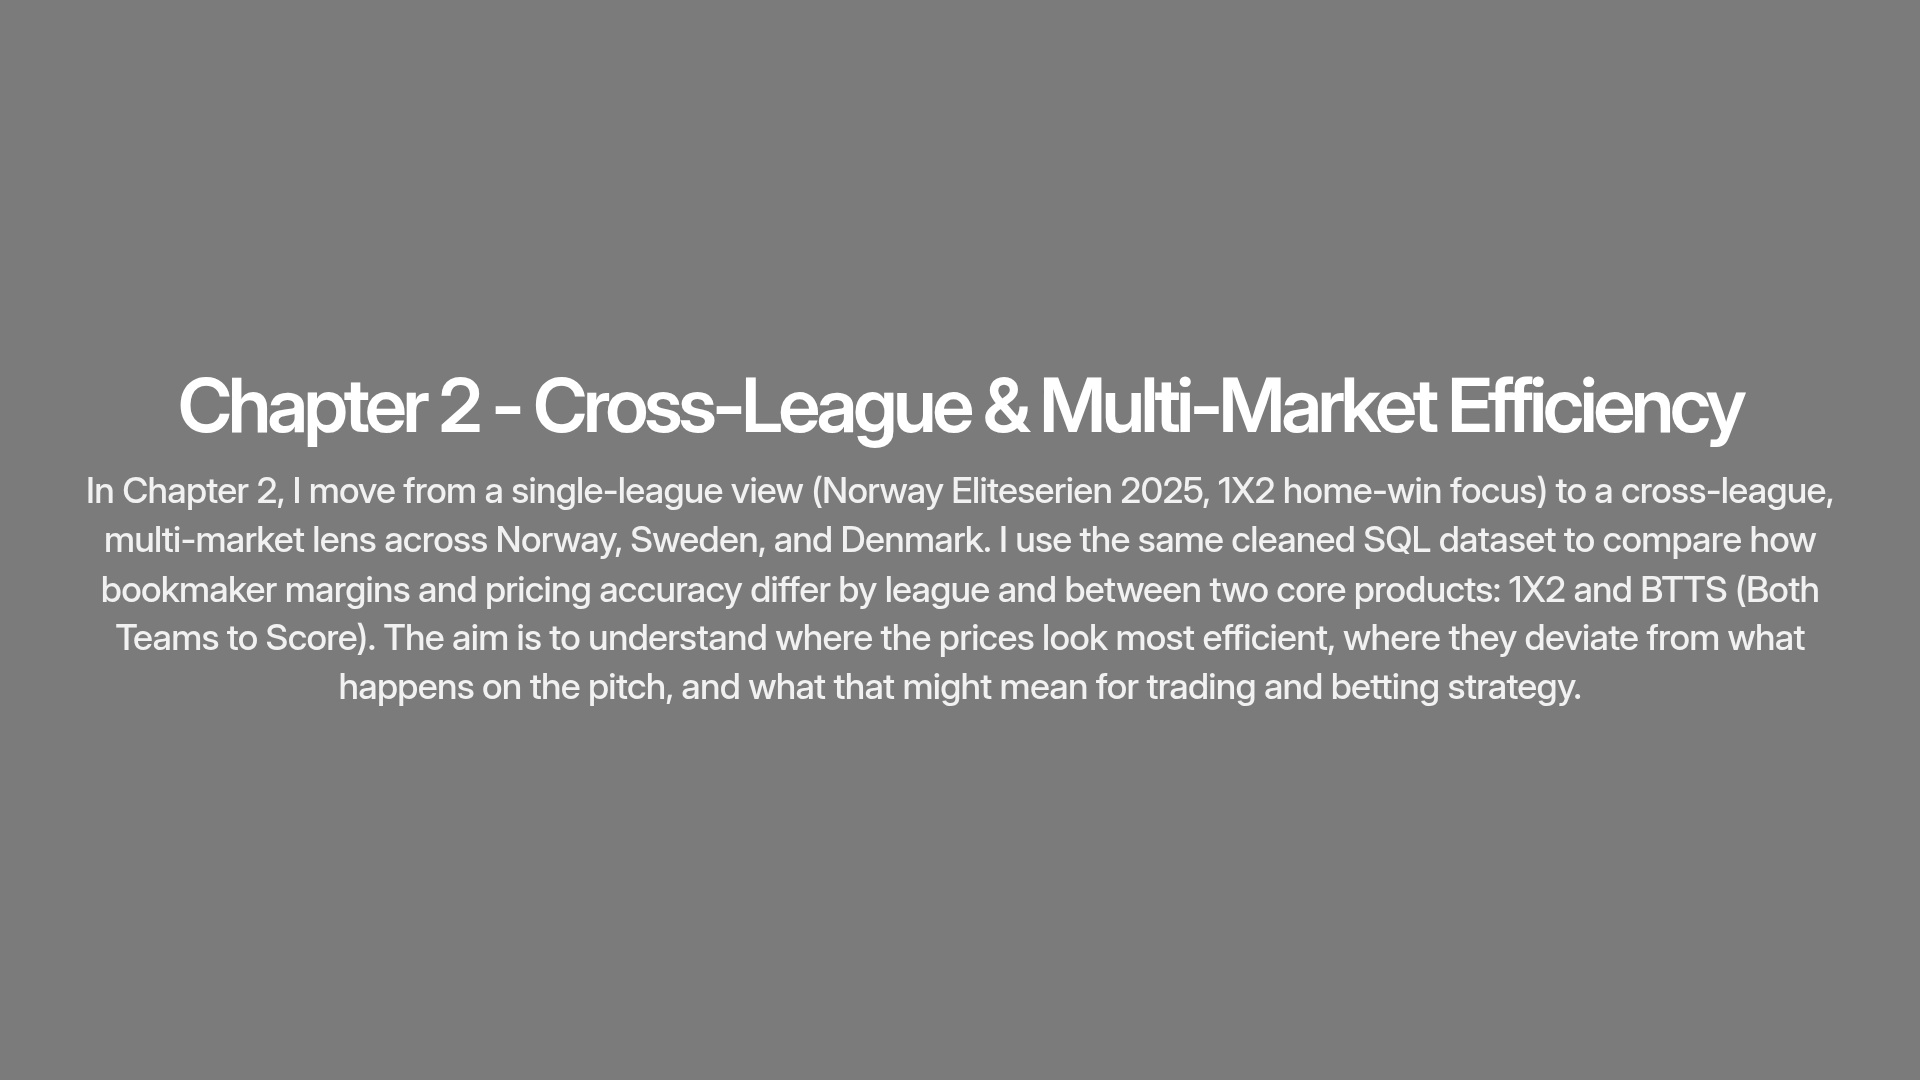 Chapter 2 - Cross-League & Multi-Market Efficiency
In Chapter 2, I move from a single-league view (Norway Eliteserien 2025, 1X2 home-win focus) to a cross-league,
multi-market lens across Norway, Sweden, and Denmark. I use the same cleaned SQL dataset to compare how
bookmaker margins and pricing accuracy differ by league and between two core products: 1X2 and BTTS (Both
Teams to Score). The aim is to understand where the prices look most efficient, where they deviate from what
happens on the pitch, and what that might mean for trading and betting strategy.